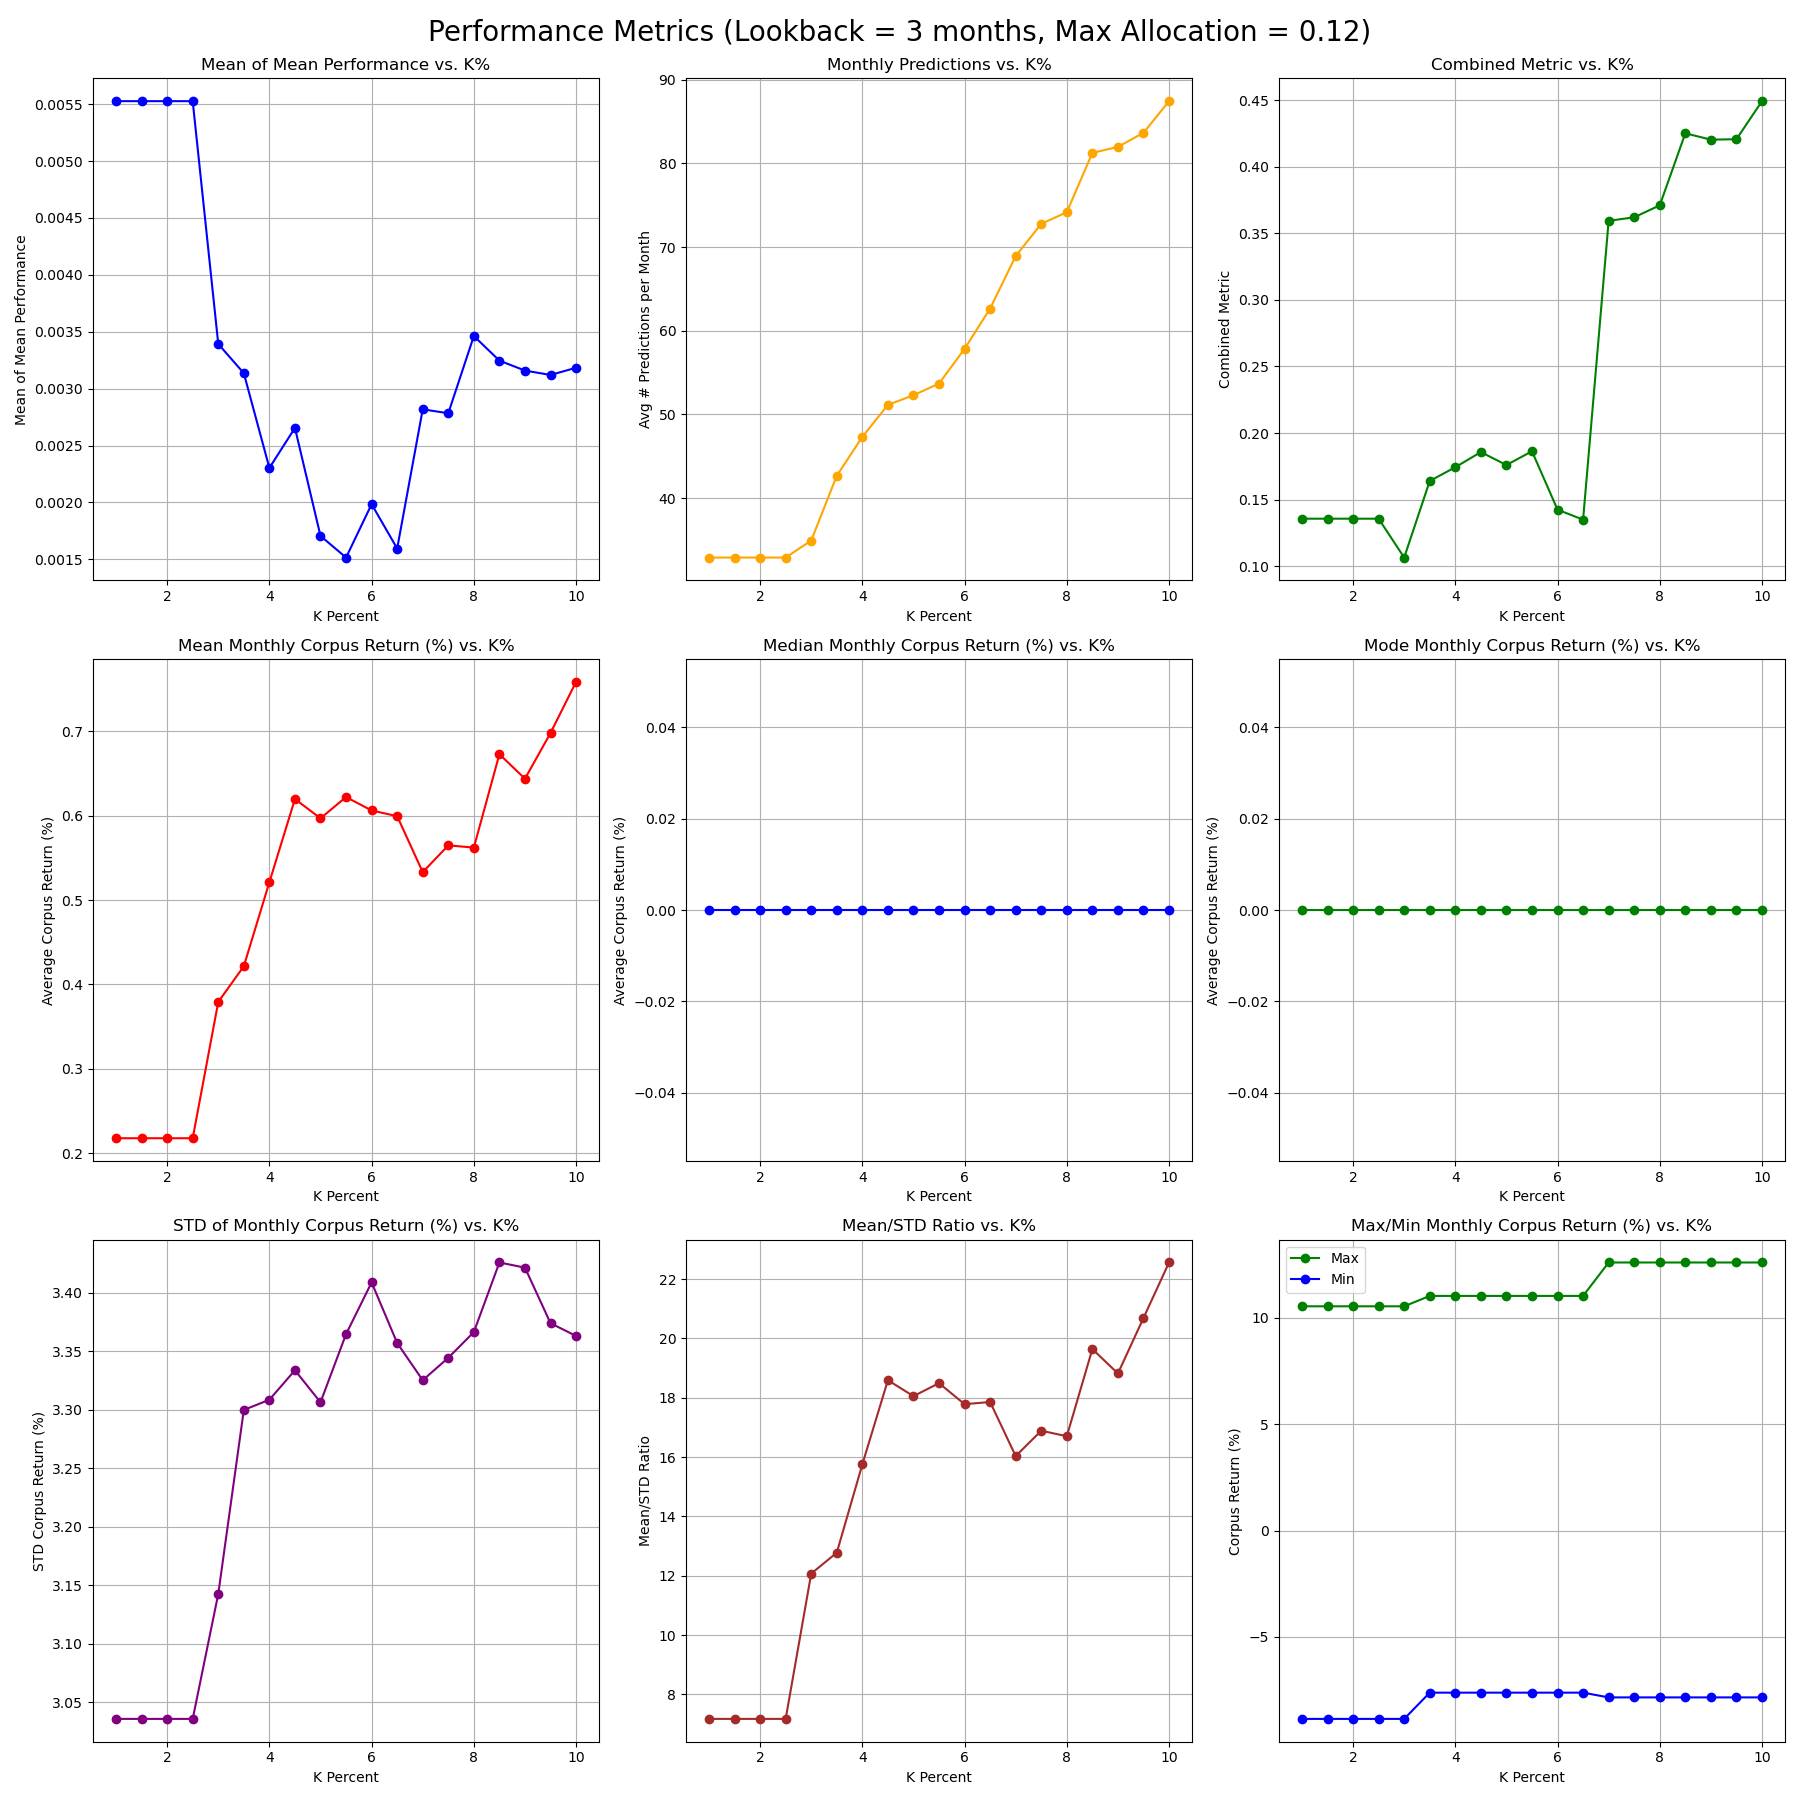 Performance Metrics (Lookback = 3 months, Max Allocation = 0.12)
Mean of Mean Performance vs. K%
Mean of Mean Performance
0.0055
0.0050
0.0045
0.0040
0.0035
0.0030
0.0025
0.0020
0.0015
2 4 6 8 10
K Percent
Monthly Predictions vs. K%
Avg # Predictions per Month
90
80
70
60
50
40
2 4 6 8 10
K Percent
Combined Metric vs. K%
Combined Metric
0.45
0.40
0.35
0.30
0.25
0.20
0.15
0.10
2 4 6 8 10
K Percent
Mean Monthly Corpus Return (%) vs. K%
Average Corpus Return (%)
0.7
0.6
0.5
0.4
0.3
0.2
2 4 6 8 10
K Percent
Median Monthly Corpus Return (%) vs. K%
Average Corpus Return (%)
0.04
0.02
0.00
−0.02
−0.04
2 4 6 8 10
K Percent
Mode Monthly Corpus Return (%) vs. K%
Average Corpus Return (%)
0.04
0.02
0.00
−0.02
−0.04
2 4 6 8 10
K Percent
STD of Monthly Corpus Return (%) vs. K%
STD Corpus Return (%)
3.40
3.35
3.30
3.25
3.20
3.15
3.10
3.05
2 4 6 8 10
K Percent
Mean/STD Ratio vs. K%
Mean/STD Ratio
22
20
18
16
14
12
10
8
2 4 6 8 10
K Percent
Max/Min Monthly Corpus Return (%) vs. K%
Max
Min
Corpus Return (%)
10
5
0
−5
2 4 6 8 10
K Percent